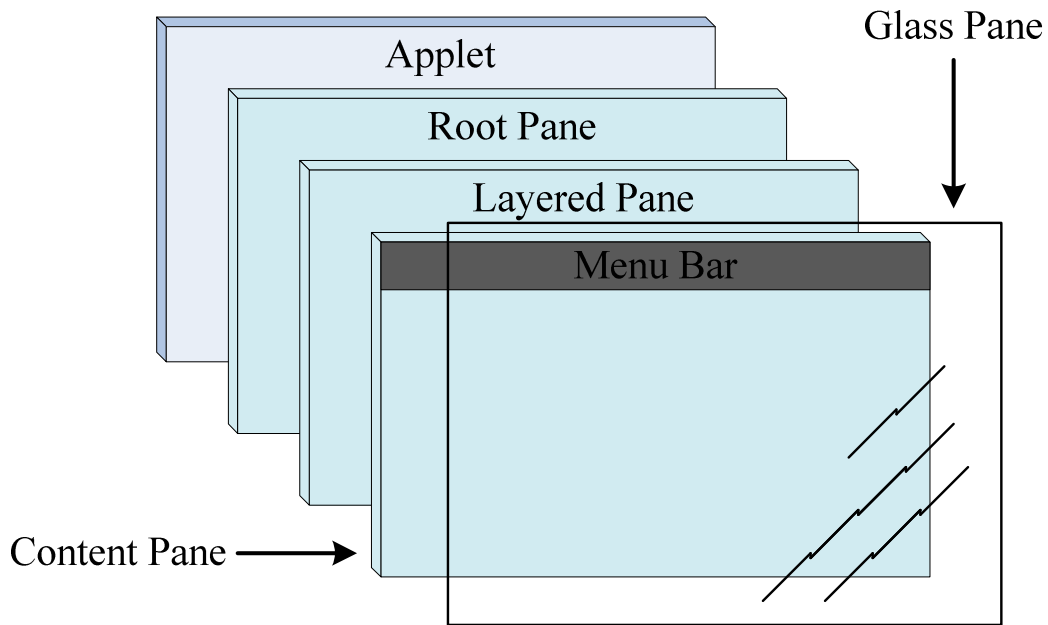 Glass Pane
Applet
Root Pane
Layered Pane
Menu Bar
Content Pane